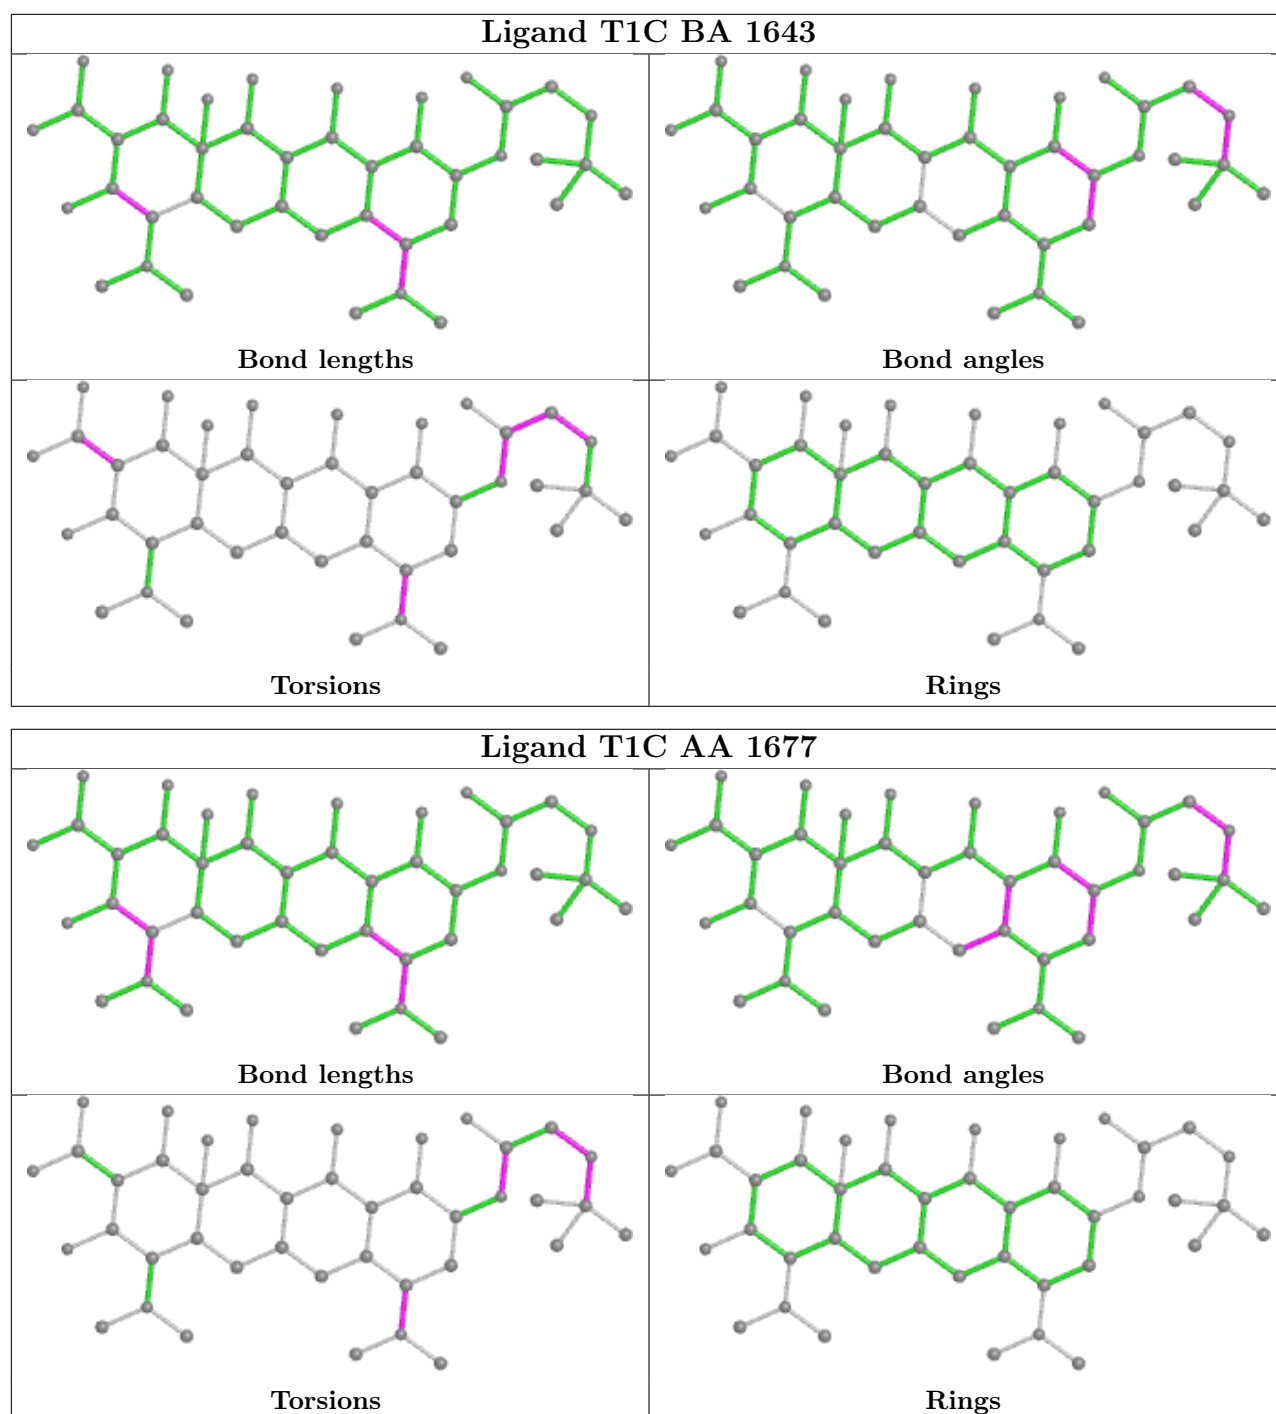 Ligand T1C BA 1643
Bond lengths
Bond angles
Torsions
Rings
Ligand T1C AA 1677
Bond lengths
Bond angles
Torsions
Rings